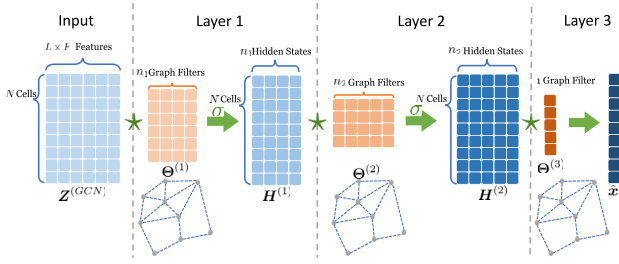 Input
Layer 1
Layer 2
Layer 3
L × F Features
n₁ Hidden States
n₂ Hidden States
n₁ Graph Filters
n₂ Graph Filters
1 Graph Filter
N Cells
N Cells
N Cells
σ
σ
Z^(GCN)
Θ^(1)
H^(1)
Θ^(2)
H^(2)
Θ^(3)
x̂